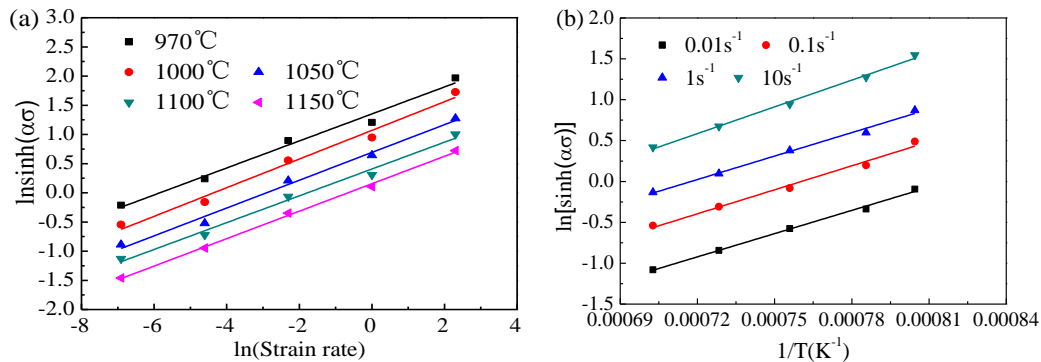 (a)
lnsinh(ασ)
3.0
2.5
2.0
1.5
1.0
0.5
0.0
-0.5
-1.0
-1.5
-2.0
970℃
1000℃ 1050℃
1100℃ 1150℃
-8 -6 -4 -2 0 2 4
ln(Strain rate)
(b)
ln[sinh(ασ)]
2.0
1.5
1.0
0.5
0.0
-0.5
-1.0
-1.5
0.01s⁻¹ 0.1s⁻¹
1s⁻¹ 10s⁻¹
0.00069 0.00072 0.00075 0.00078 0.00081 0.00084
1/T(K⁻¹)